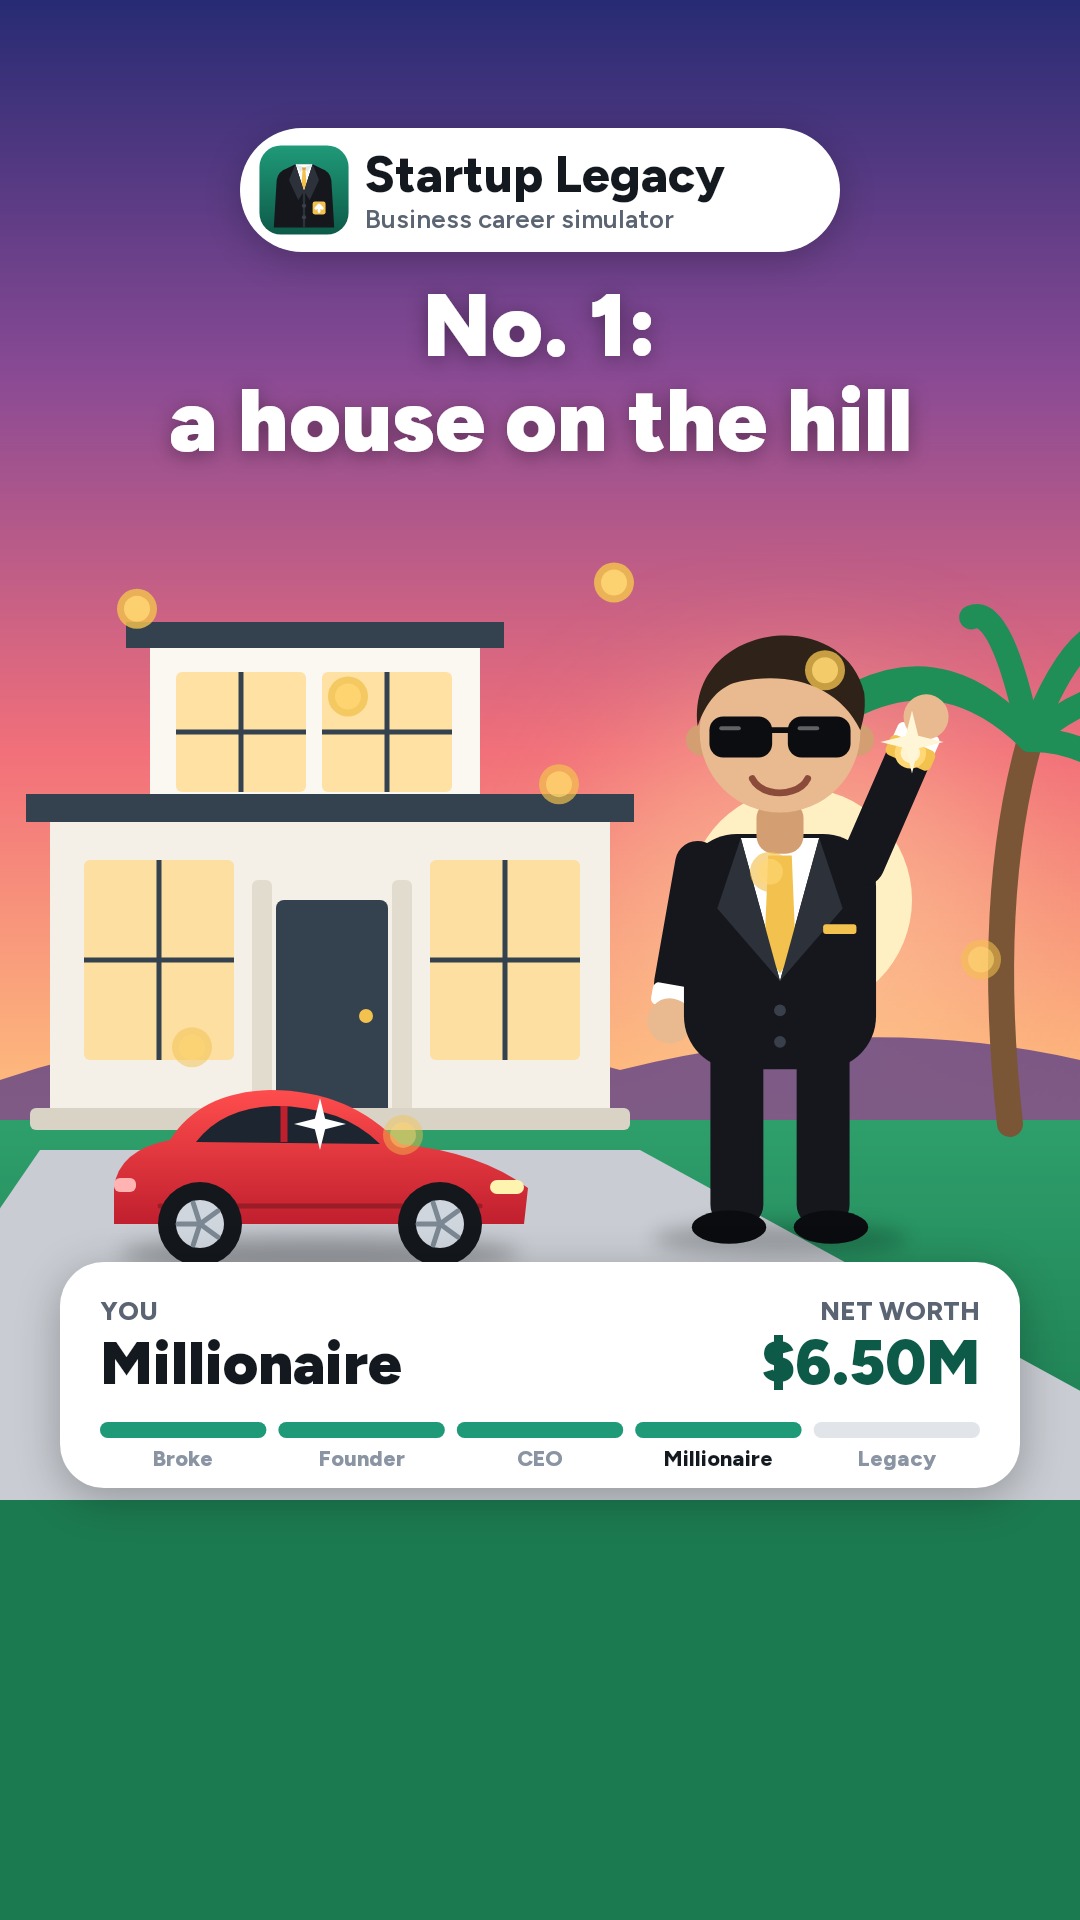 Startup Legacy
Business career simulator
No. 1:
a house on the hill
YOU
NET WORTH
Millionaire
$6.50M
Broke
Founder
CEO
Millionaire
Legacy